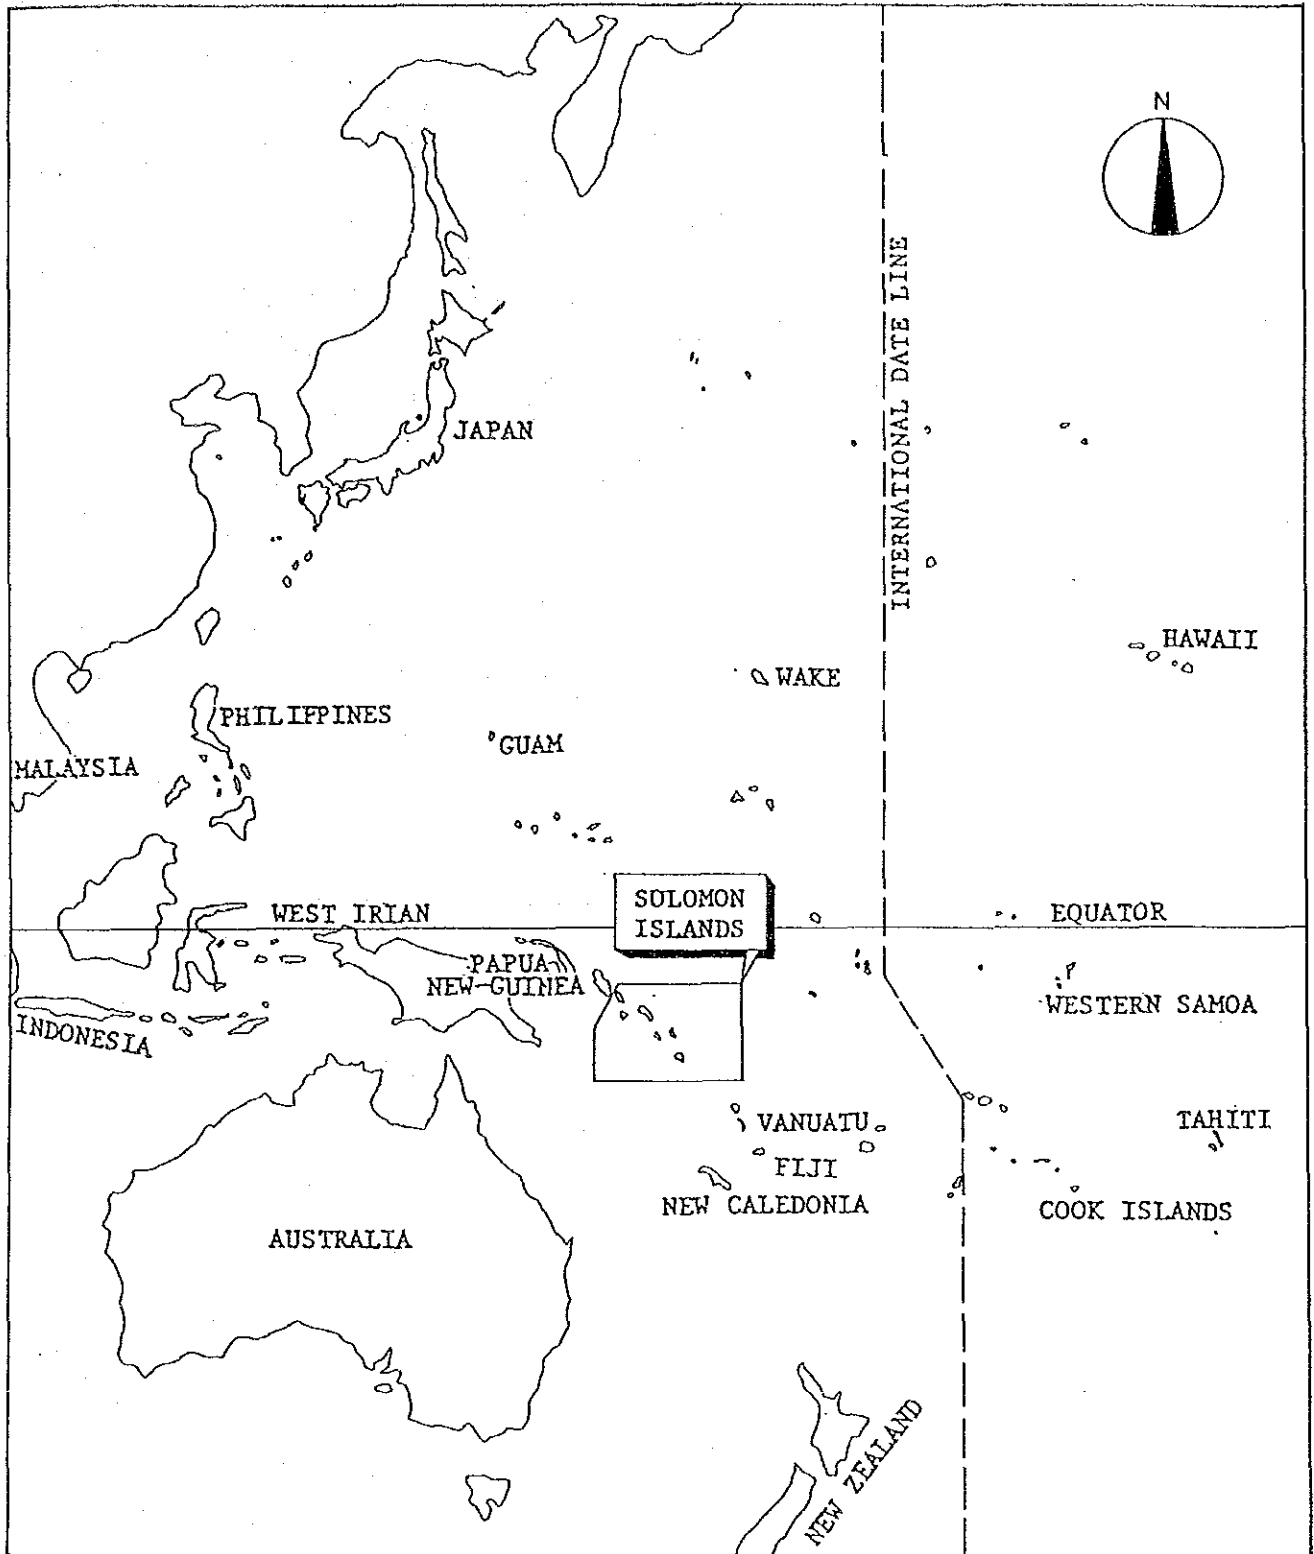 N
INTERNATIONAL DATE LINE
JAPAN
HAWAII
WAKE
PHILIPPINES
GUAM
MALAYSIA
SOLOMON
ISLANDS
WEST IRIAN
EQUATOR
PAPUA
NEW GUINEA
WESTERN SAMOA
INDONESIA
VANUATU
TAHITI
FIJI
NEW CALEDONIA
COOK ISLANDS
AUSTRALIA
NEW ZEALAND